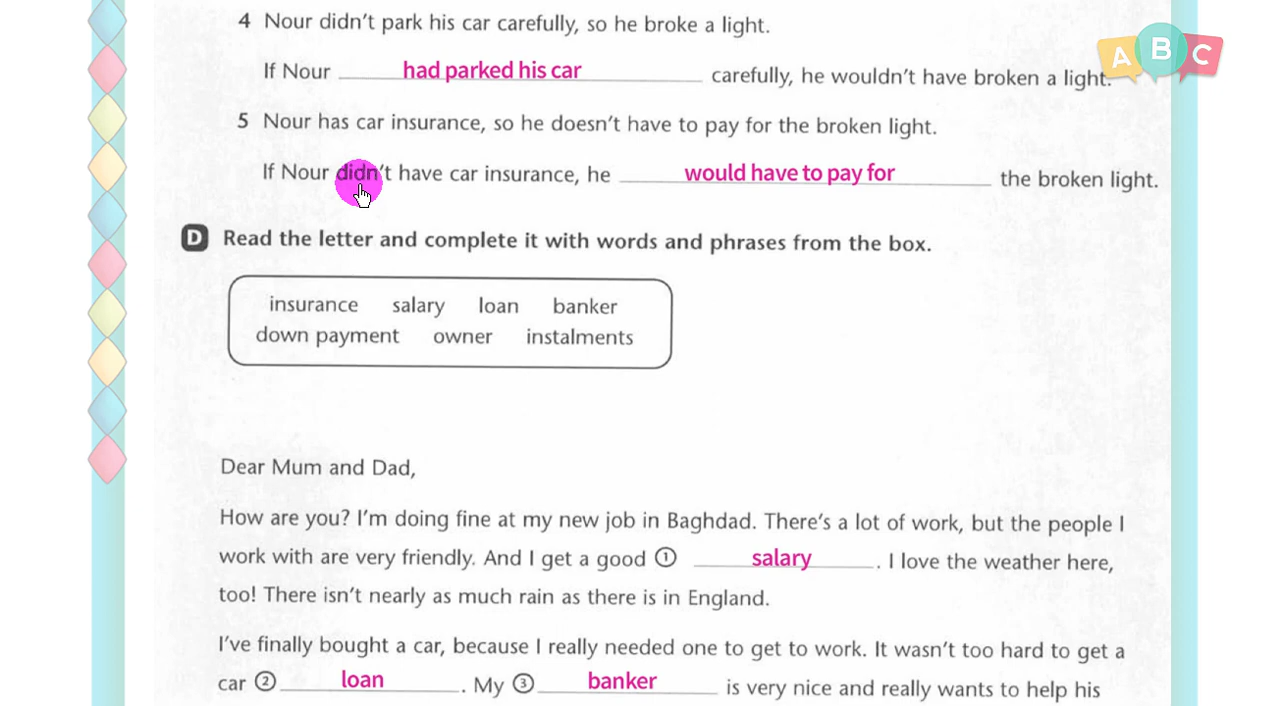 4 Nour didn't park his car carefully, so he broke a light.
If Nour had parked his car carefully, he wouldn't have broken a light.
5 Nour has car insurance, so he doesn't have to pay for the broken light.
If Nour didn't have car insurance, he would have to pay for the broken light.
D Read the letter and complete it with words and phrases from the box.
insurance salary loan banker
down payment owner instalments
Dear Mum and Dad,
How are you? I'm doing fine at my new job in Baghdad. There's a lot of work, but the people I
work with are very friendly. And I get a good ① salary. I love the weather here,
too! There isn't nearly as much rain as there is in England.
I've finally bought a car, because I really needed one to get to work. It wasn't too hard to get a
car ② loan. My ③ banker is very nice and really wants to help his
A B C